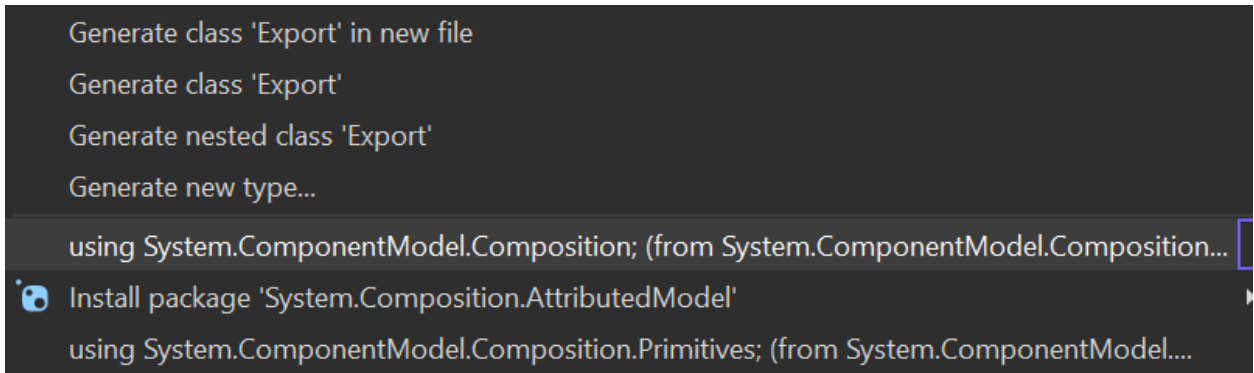 Generate class 'Export' in new file
Generate class 'Export'
Generate nested class 'Export'
Generate new type...
using System.ComponentModel.Composition; (from System.ComponentModel.Composition...
Install package 'System.Composition.AttributedModel'
using System.ComponentModel.Composition.Primitives; (from System.ComponentModel....